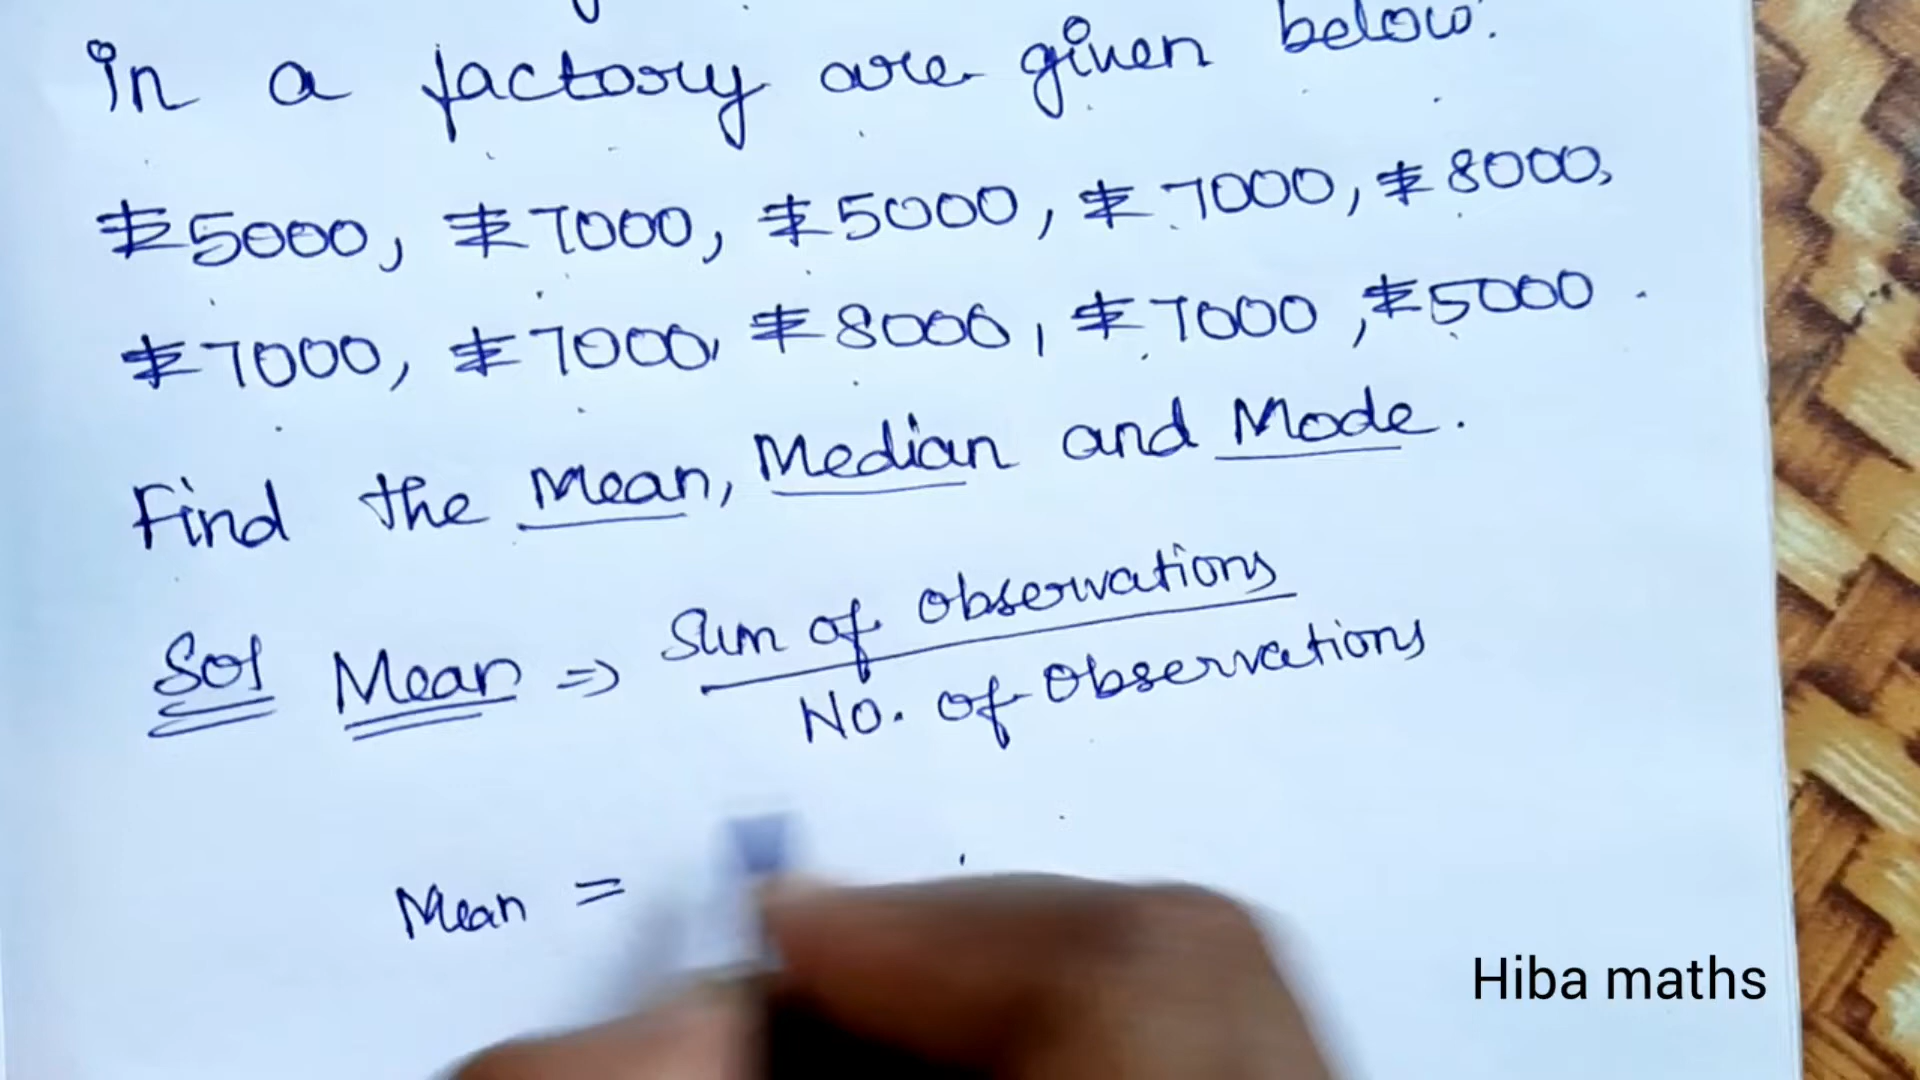 in a factory are given below.
₹5000, ₹7000, ₹5000, ₹7000, ₹8000,
₹7000, ₹7000, ₹8000, ₹7000, ₹5000.
Find the Mean, Median and Mode.
Sol Mean ⇒ Sum of observations
No. of Observations
Mean =
Hiba maths